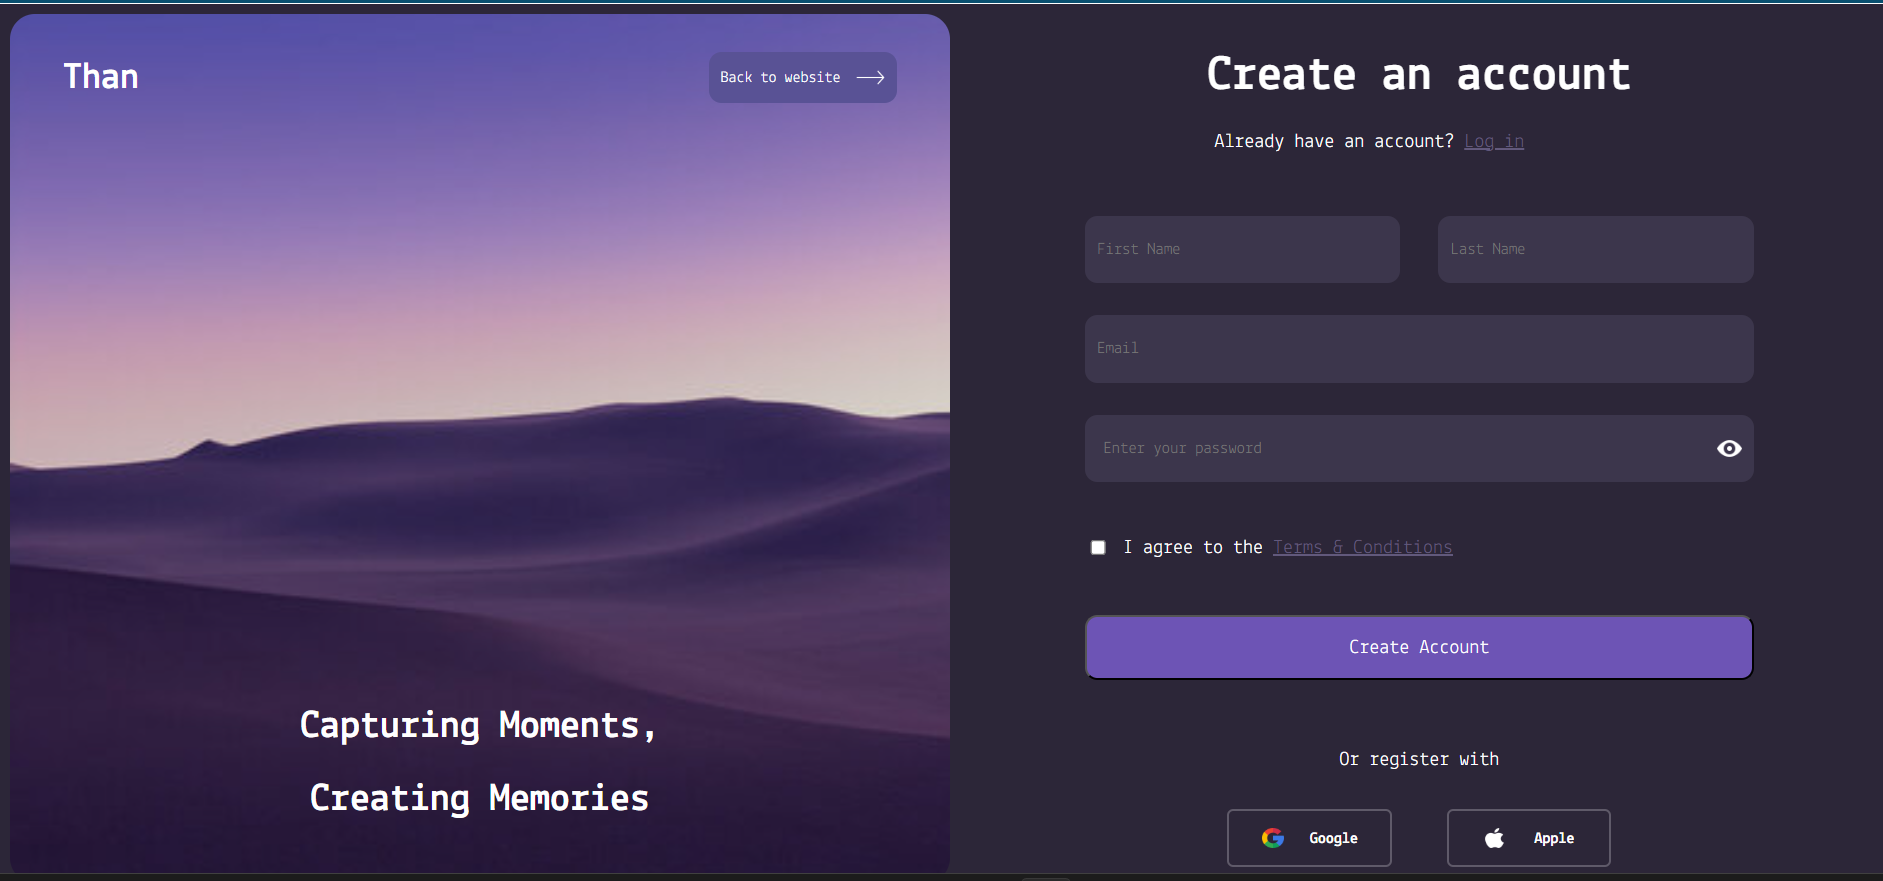 Than
Back to website
Capturing Moments,
Creating Memories
Create an account
Already have an account? Log in
First Name
Last Name
Email
Enter your password
I agree to the Terms & Conditions
Create Account
Or register with
Google
Apple